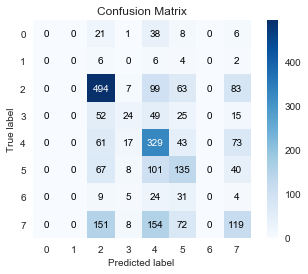 Confusion Matrix
0 0 0 21 1 38 8 0 6
1 0 0 6 0 6 4 0 2
2 0 0 494 7 99 63 0 83
3 0 0 52 24 49 25 0 15
4 0 0 61 17 329 43 0 73
5 0 0 67 8 101 135 0 40
6 0 0 9 5 24 31 0 4
7 0 0 151 8 154 72 0 119
0 1 2 3 4 5 6 7
Predicted label
True label
400
300
200
100
0